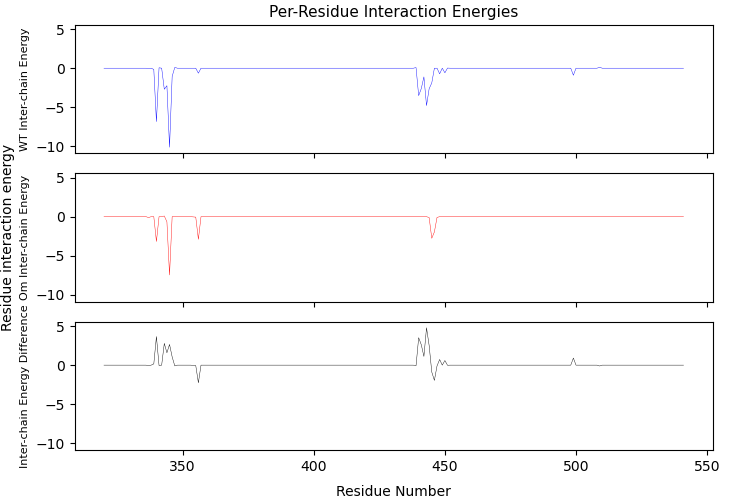 Per-Residue Interaction Energies
Residue interaction energy
WT Inter-chain Energy
5
0
−5
−10
Om Inter-chain Energy
5
0
−5
−10
Inter-chain Energy Difference
5
0
−5
−10
350
400
450
500
550
Residue Number